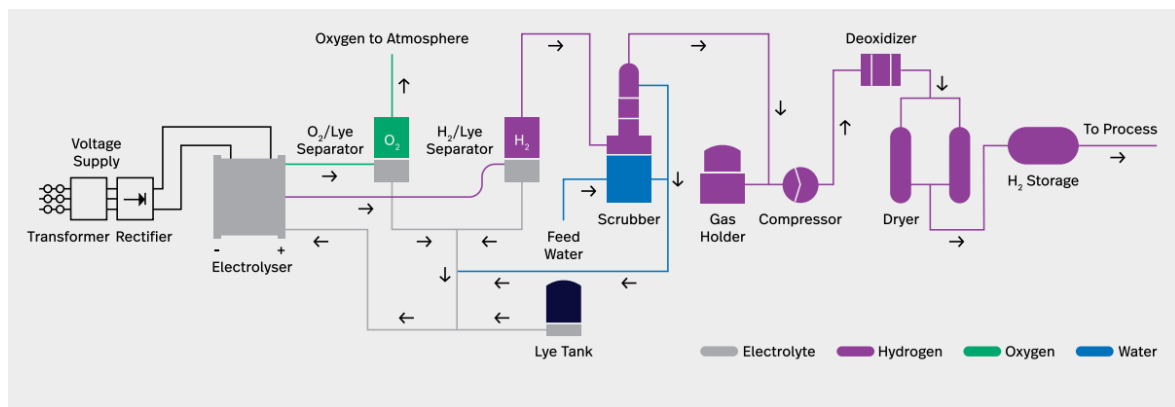 Oxygen to Atmosphere
Deoxidizer
O₂/Lye
Separator
H₂/Lye
Separator
O₂
H₂
Voltage
Supply
To Process
H₂ Storage
Transformer
Rectifier
Scrubber
Gas
Holder
Compressor
Dryer
Feed
Water
-
+
Electrolyser
Lye Tank
Electrolyte
Hydrogen
Oxygen
Water